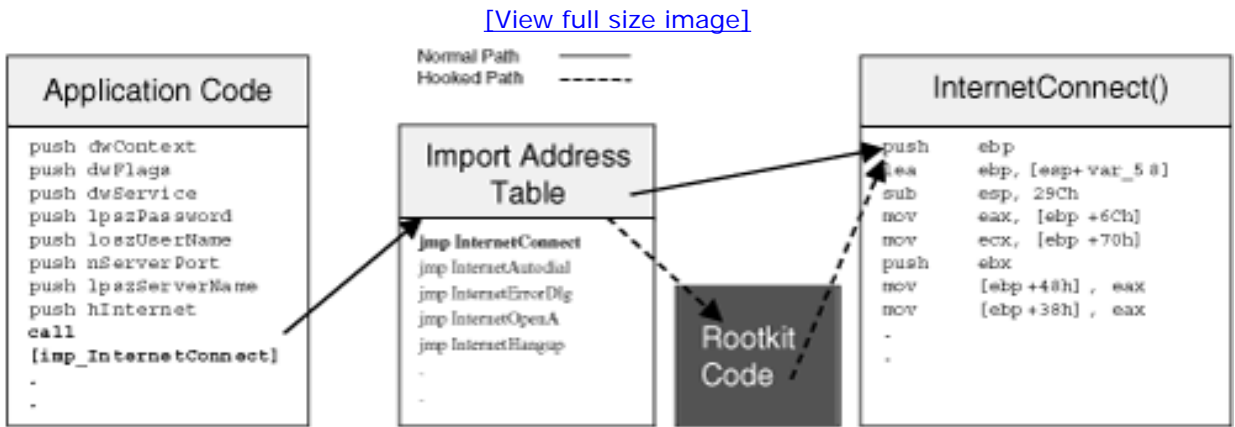 [View full size image]
Normal Path
Hooked Path
Application Code
push dwContext
push dwFlags
push dwService
push lpszPassword
push loszUserName
push nServerPort
push lpszServerName
push hInternet
call
[imp_InternetConnect]
.
.
Import Address
Table
jmp InternetConnect
jmp InternetAutodial
jmp InternetErrorDlg
jmp InternetOpenA
jmp InternetHangup
.
.
Rootkit
Code
InternetConnect()
push ebp
lea ebp, [esp+var_58]
sub esp, 29Ch
mov eax, [ebp +6Ch]
mov ecx, [ebp +70h]
push ebx
mov [ebp+48h] , eax
mov [ebp+38h] , eax
.
.